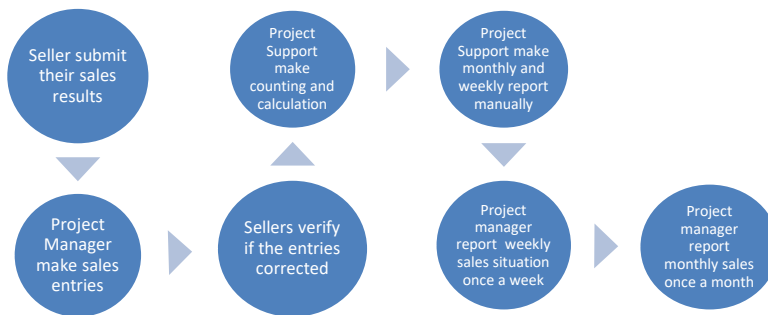 Seller submit
their sales
results
Project
Manager
make sales
entries
Sellers verify
if the entries
corrected
Project
Support
make
counting and
calculation
Project
Support make
monthly and
weekly report
manually
Project
manager
report weekly
sales situation
once a week
Project
manager
report
monthly sales
once a month